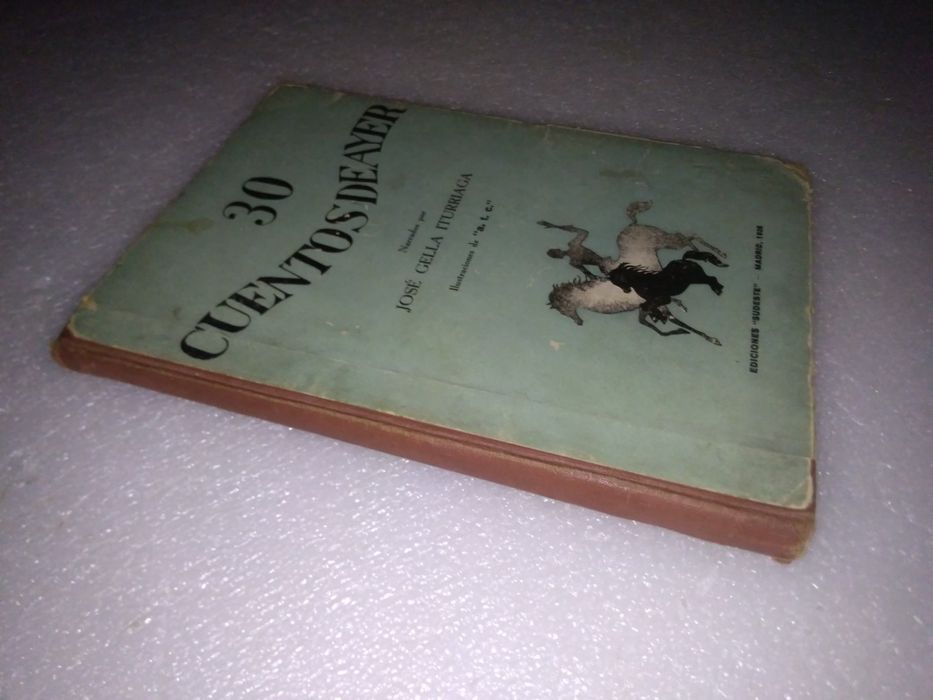 30
CUENTOS DE AYER
Narrados por
JOSÉ GELLA ITURRIAGA
Ilustraciones de "a. t. c."
EDICIONES "SUDESTE" - MADRID,